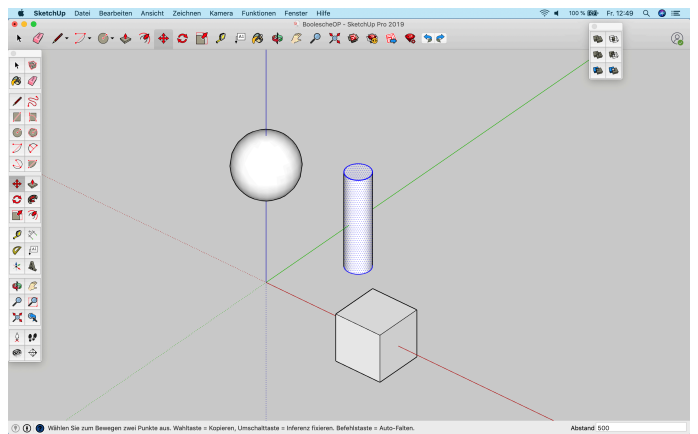 SketchUp Datei Bearbeiten Ansicht Zeichnen Kamera Funktionen Fenster Hilfe 100 % Fr. 12:49
BoolescheOP - SketchUp Pro 2019
Wählen Sie zum Bewegen zwei Punkte aus. Wahltaste = Kopieren, Umschalttaste = Inferenz fixieren. Befehlstaste = Auto-Falten. Abstand 500